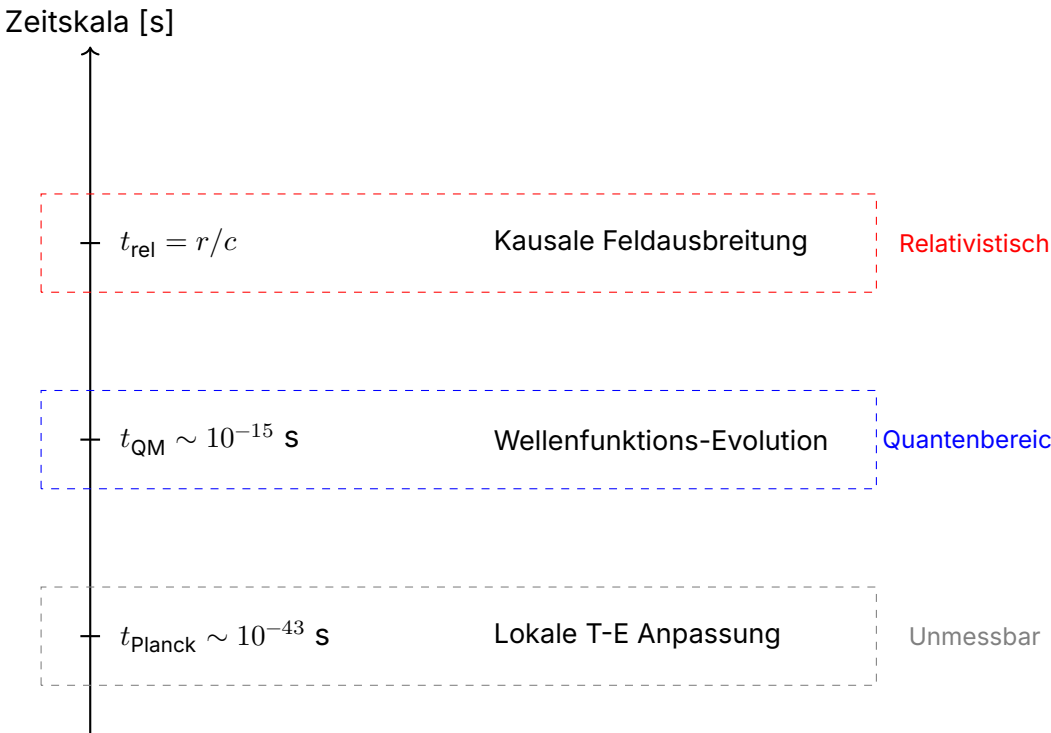 Zeitskala [s]
t_rel = r/c Kausale Feldausbreitung Relativistisch
t_QM ∼ 10^−15 s Wellenfunktions-Evolution Quantenbereic
t_Planck ∼ 10^−43 s Lokale T-E Anpassung Unmessbar